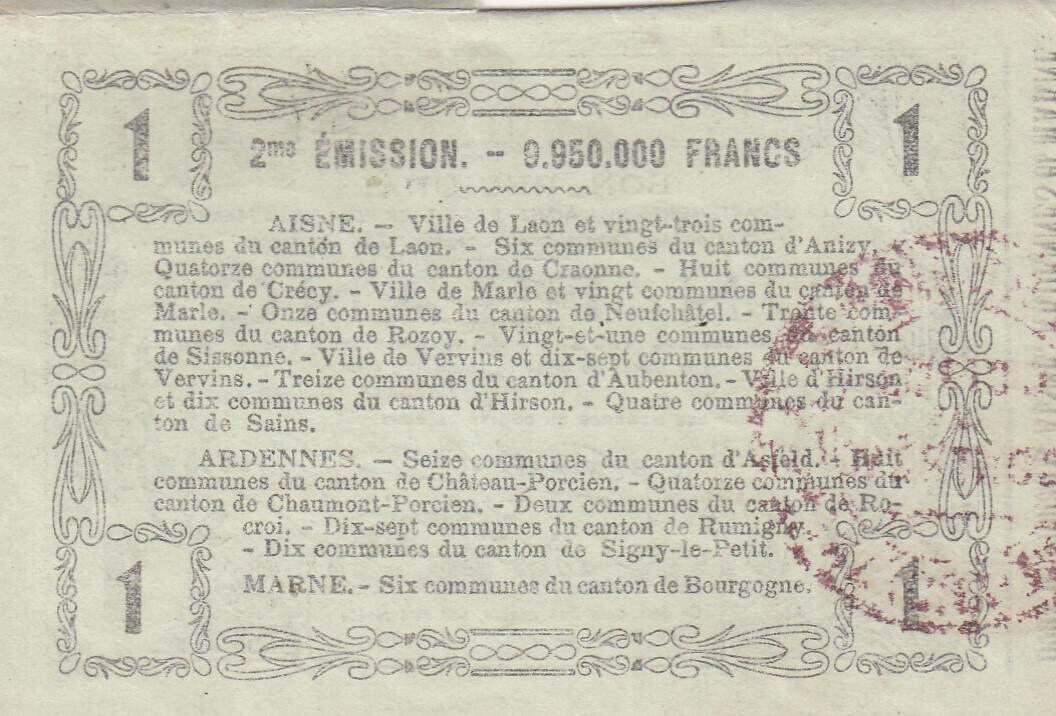 1 1
2me ÉMISSION. - 9.950.000 FRANCS
AISNE. - Ville de Laon et vingt-trois com-
munes du canton de Laon. - Six communes du canton d'Anizy. -
Quatorze communes du canton de Craonne. - Huit communes du
canton de Crécy. - Ville de Marle et vingt communes du canton de
Marle. - Onze communes du canton de Neufchâtel. - Trente com-
munes du canton de Rozoy. - Vingt-et-une communes du canton
de Sissonne. - Ville de Vervins et dix-sept communes du canton de
Vervins. - Treize communes du canton d'Aubenton. - Ville d'Hirson
et dix communes du canton d'Hirson. - Quatre communes du can-
ton de Sains.
ARDENNES. - Seize communes du canton d'Asfeld. - Huit
communes du canton de Château-Porcien. - Quatorze communes du
canton de Chaumont-Porcien. - Deux communes du canton de Ro-
croi. - Dix-sept communes du canton de Rumigny.
- Dix communes du canton de Signy-le-Petit.
MARNE. - Six communes du canton de Bourgogne.
1 1